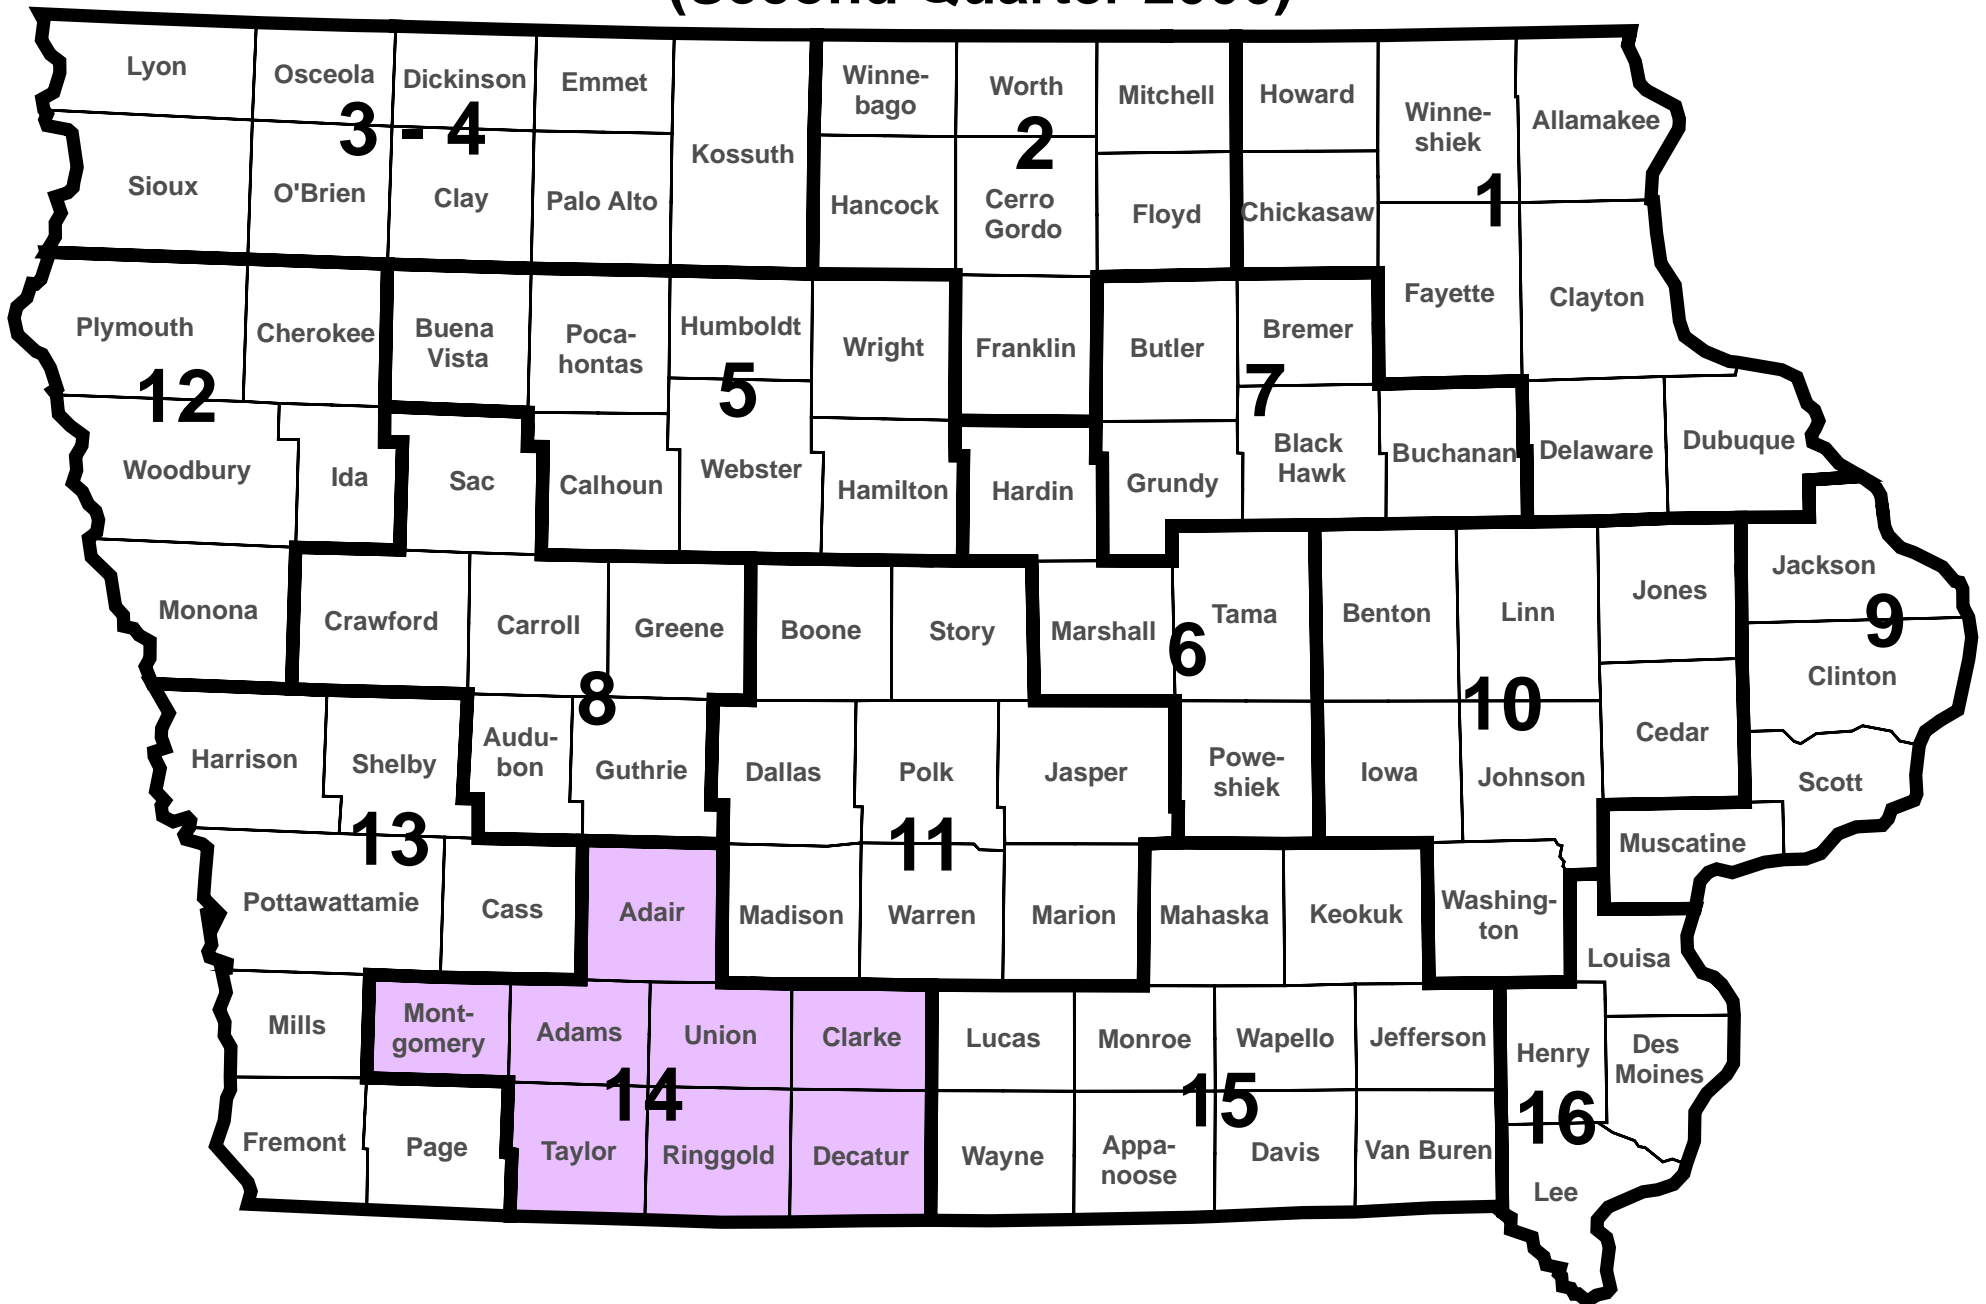 (Second Quarter 2000)
Lyon
Osceola
Dickinson
Emmet
Kossuth
Winne-
bago
Worth
Mitchell
Howard
Winne-
shiek
Allamakee
3 - 4
2
1
Sioux
O'Brien
Clay
Palo Alto
Hancock
Cerro
Gordo
Floyd
Chickasaw
Fayette
Clayton
Plymouth
Cherokee
Buena
Vista
Poca-
hontas
Humboldt
Wright
Franklin
Butler
Bremer
12
5
7
Woodbury
Ida
Sac
Calhoun
Webster
Hamilton
Hardin
Grundy
Black
Hawk
Buchanan
Delaware
Dubuque
Monona
Crawford
Carroll
Greene
Boone
Story
Marshall
Tama
Benton
Linn
Jones
Jackson
8
6
10
9
Clinton
Harrison
Shelby
Audu-
bon
Guthrie
Dallas
Polk
Jasper
Powe-
shiek
Iowa
Johnson
Cedar
Scott
13
11
Muscatine
Pottawattamie
Cass
Adair
Madison
Warren
Marion
Mahaska
Keokuk
Washing-
ton
Louisa
Mills
Mont-
gomery
Adams
Union
Clarke
Lucas
Monroe
Wapello
Jefferson
Henry
Des
Moines
14
15
16
Fremont
Page
Taylor
Ringgold
Decatur
Wayne
Appa-
noose
Davis
Van Buren
Lee